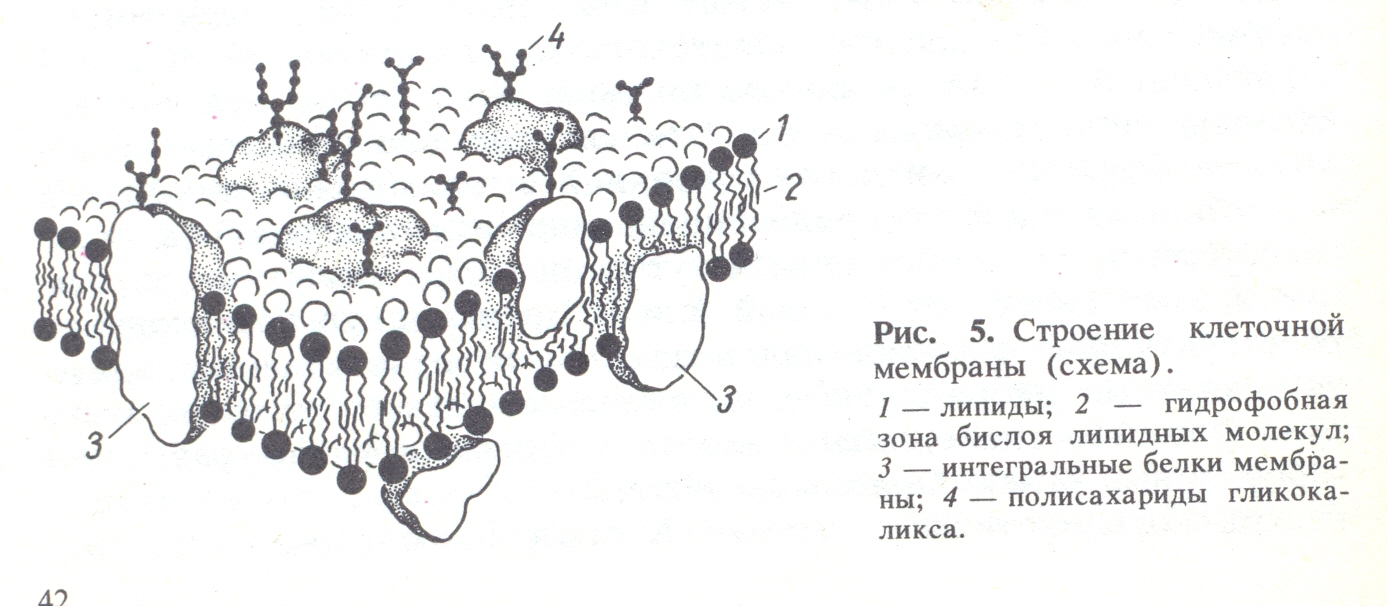 4
1
2
3
3
Рис. 5. Строение клеточной
мембраны (схема).
1 — липиды; 2 — гидрофобная
зона бислоя липидных молекул;
3 — интегральные белки мембра-
ны; 4 — полисахариды гликока-
ликса.
42